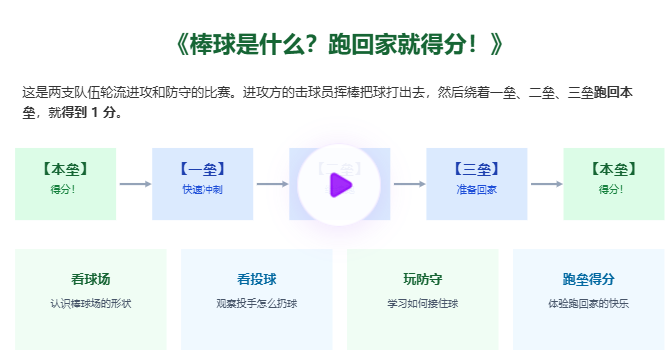 《棒球是什么？跑回家就得分！》
这是两支队伍轮流进攻和防守的比赛。进攻方的击球员挥棒把球打出去，然后绕着一垒、二垒、三垒跑回本
垒，就得到 1 分。
【本垒】 【一垒】 【三垒】 【本垒】
得分！ 快速冲刺 准备回家 得分！
看球场 看投球 玩防守 跑垒得分
认识棒球场的形状 观察投手怎么扔球 学习如何接住球 体验跑回家的快乐